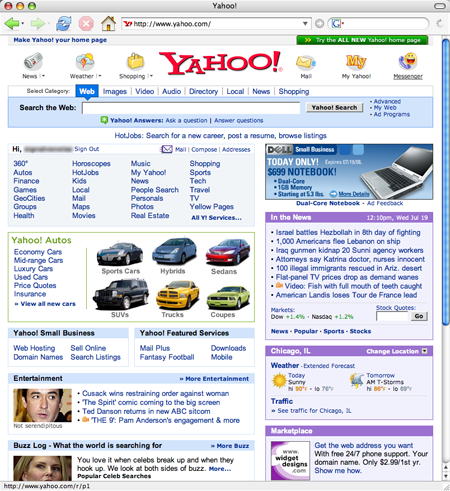 Yahoo!
http://www.yahoo.com/
G
Make Yahoo! your home page
Try the ALL NEW Yahoo! home page
News
Weather
Shopping
YAHOO!
Mail
My Yahoo!
Messenger
Select Category: Web Images Video Audio Directory Local News Shopping
Search the Web: Yahoo! Search
Advanced
My Web
Ad Programs
Yahoo! Answers: Ask a question | Answer questions
HotJobs: Search for a new career, post a resume, browse listings
Hi, Sign Out
Mail | Compose | Addresses
360° Horoscopes Music Shopping
Autos HotJobs My Yahoo! Sports
Finance Kids News Tech
Games Local People Search Travel
GeoCities Mail Personals TV
Groups Maps Photos Yellow Pages
Health Movies Real Estate All Y! Services...
DELL Small Business
TODAY ONLY! Expires 07/19/06.
$699 NOTEBOOK!
• Dual-Core
• 1GB Memory
• Starting at 5.3 lbs. More Details
Dual-Core Notebook - Ad Feedback
Yahoo! Autos
Economy Cars
Mid-range Cars
Luxury Cars
Used Cars
Price Quotes
Insurance
» View all new cars
Sports Cars Hybrids Sedans
SUVs Trucks Coupes
In the News 12:10pm, Wed Jul 19
• Israel battles Hezbollah in 8th day of fighting
• 1,000 Americans flee Lebanon on ship
• Iraq gunmen kidnap 20 Sunni agency workers
• Attorneys say Katrina doctor, nurses innocent
• 100 illegal immigrants rescued in Ariz. desert
• Flat-panel TV prices drop as demand wanes
• Video: Fish with full mouth of teeth caught
• American Landis loses Tour de France lead
Markets:
Dow +1.4% · Nasdaq +1.2%
Stock Quotes:
Go
News · Popular · Sports · Stocks
Yahoo! Small Business
Web Hosting Sell Online
Domain Names Search Listings
Yahoo! Featured Services
Mail Plus Downloads
Fantasy Football Mobile
Chicago, IL Change Location
Weather - Extended Forecast
Today
Sunny
hi 90° - lo 76°
Tomorrow
AM T-Storms
hi 86° - lo 69°
Traffic
» See traffic for Chicago, IL
Entertainment » More Entertainment
Not serendipitous
• Cusack wins restraining order against woman
• 'The Spirit' comic coming to the big screen
• Ted Danson returns in new ABC sitcom
• 'THE 9': Pam Anderson's engagement & more
Buzz Log - What the world is searching for » More Buzz
You love it when celebs break up and when they
hook up. We look at both sides of buzz. More...
Popular Celeb Searches
Marketplace
www.
widget
designs
.com
Get the web address you want
With free 24/7 phone support. Your
domain name. Only $2.99/1st yr.
Show me how.
http://www.yahoo.com/r/p1